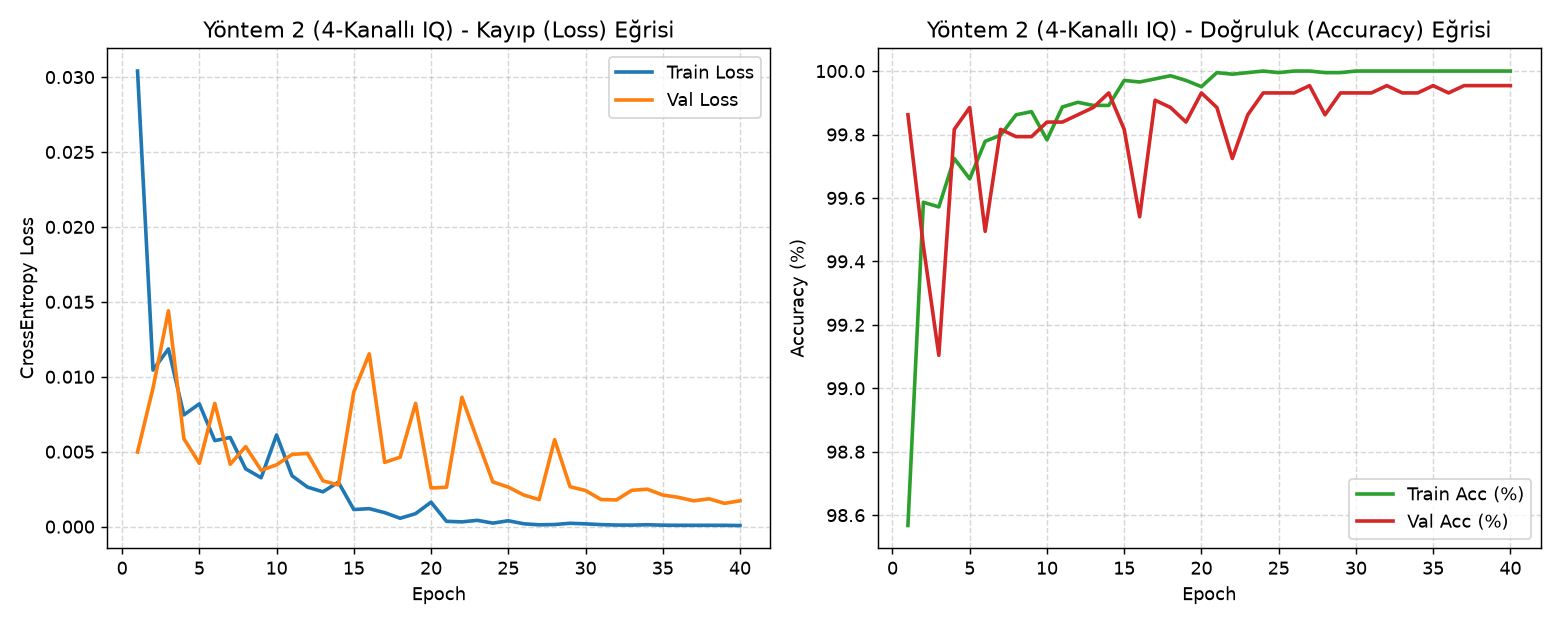 Yöntem 2 (4-Kanallı IQ) - Kayıp (Loss) Eğrisi
CrossEntropy Loss
0.030
0.025
0.020
0.015
0.010
0.005
0.000
Train Loss
Val Loss
0 5 10 15 20 25 30 35 40
Epoch
Yöntem 2 (4-Kanallı IQ) - Doğruluk (Accuracy) Eğrisi
Accuracy (%)
100.0
99.8
99.6
99.4
99.2
99.0
98.8
98.6
Train Acc (%)
Val Acc (%)
0 5 10 15 20 25 30 35 40
Epoch